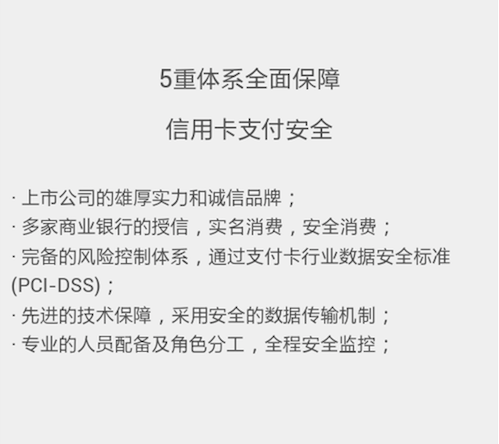 5重体系全面保障
信用卡支付安全
· 上市公司的雄厚实力和诚信品牌；
· 多家商业银行的授信，实名消费，安全消费；
· 完备的风险控制体系，通过支付卡行业数据安全标准
(PCI-DSS)；
· 先进的技术保障，采用安全的数据传输机制；
· 专业的人员配备及角色分工，全程安全监控；